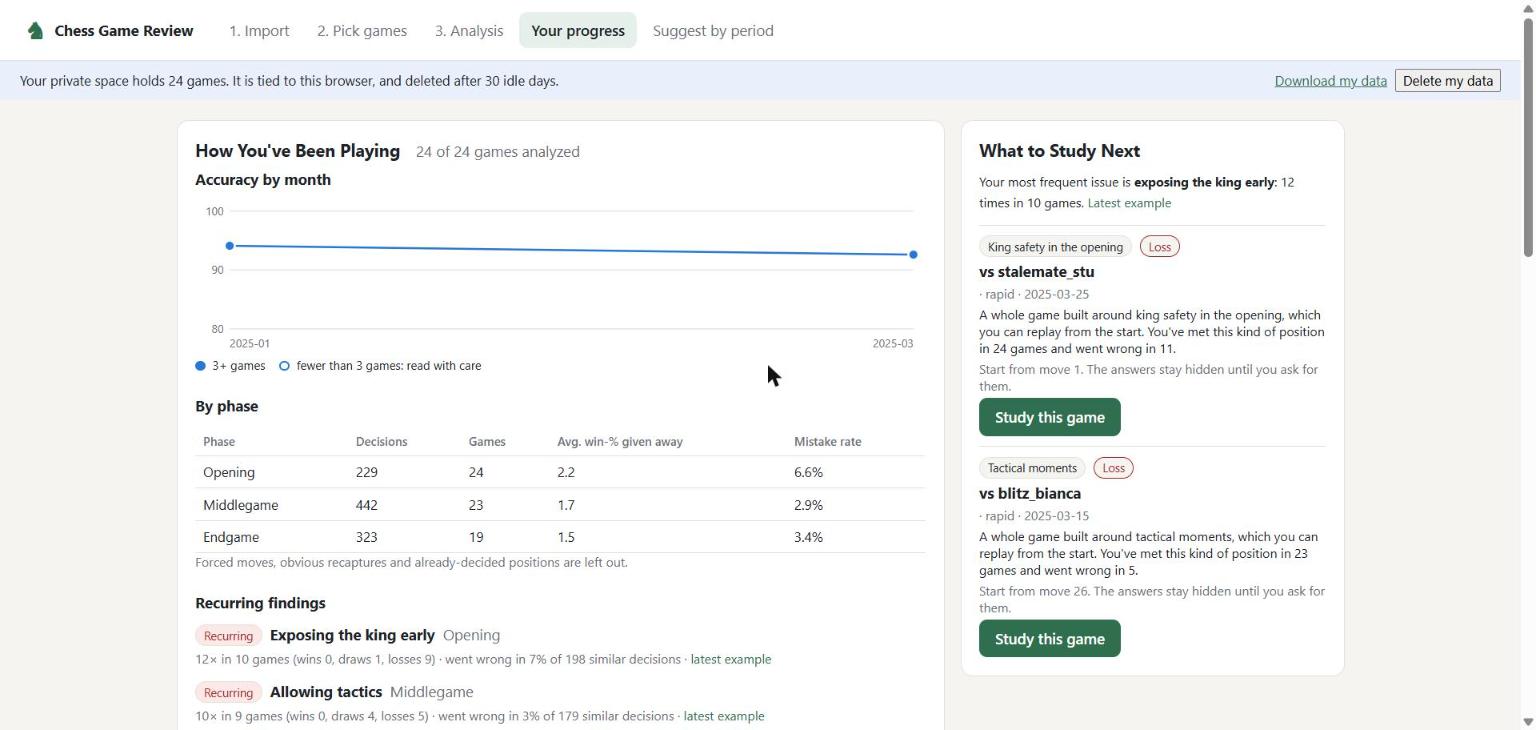 Chess Game Review
1. Import
2. Pick games
3. Analysis
Your progress
Suggest by period
Your private space holds 24 games. It is tied to this browser, and deleted after 30 idle days.
Download my data
Delete my data
How You've Been Playing 24 of 24 games analyzed
Accuracy by month
100
90
80
2025-01 2025-03
3+ games fewer than 3 games: read with care
By phase
Phase Decisions Games Avg. win-% given away Mistake rate
Opening 229 24 2.2 6.6%
Middlegame 442 23 1.7 2.9%
Endgame 323 19 1.5 3.4%
Forced moves, obvious recaptures and already-decided positions are left out.
Recurring findings
Recurring Exposing the king early Opening
12× in 10 games (wins 0, draws 1, losses 9) · went wrong in 7% of 198 similar decisions · latest example
Recurring Allowing tactics Middlegame
10× in 9 games (wins 0, draws 4, losses 5) · went wrong in 3% of 179 similar decisions · latest example
What to Study Next
Your most frequent issue is exposing the king early: 12
times in 10 games. Latest example
King safety in the opening Loss
vs stalemate_stu
· rapid · 2025-03-25
A whole game built around king safety in the opening, which
you can replay from the start. You've met this kind of position
in 24 games and went wrong in 11.
Start from move 1. The answers stay hidden until you ask for
them.
Study this game
Tactical moments Loss
vs blitz_bianca
· rapid · 2025-03-15
A whole game built around tactical moments, which you can
replay from the start. You've met this kind of position in 23
games and went wrong in 5.
Start from move 26. The answers stay hidden until you ask for
them.
Study this game